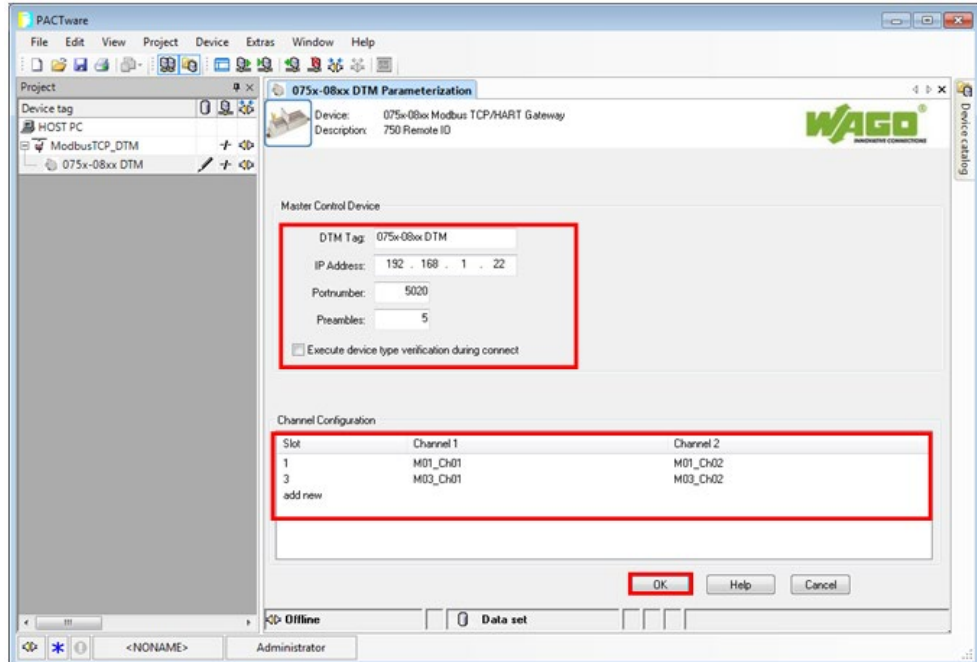 PACTware
File Edit View Project Device Extras Window Help
Project
Device tag
HOST PC
ModbusTCP_DTM
075x-08xx DTM
075x-08xx DTM Parameterization
Device: 075x-08xx Modbus TCP/HART Gateway
Description: 750 Remote IO
WAGO
INNOVATIVE CONNECTIONS
Device catalog
Master Control Device
DTM Tag: 075x-08xx DTM
IP Address: 192 . 168 . 1 . 22
Portnumber: 5020
Preambles: 5
Execute device type verification during connect
Channel Configuration
Slot Channel 1 Channel 2
1 M01_Ch01 M01_Ch02
3 M03_Ch01 M03_Ch02
add new
OK Help Cancel
Offline Data set
<NONAME> Administrator